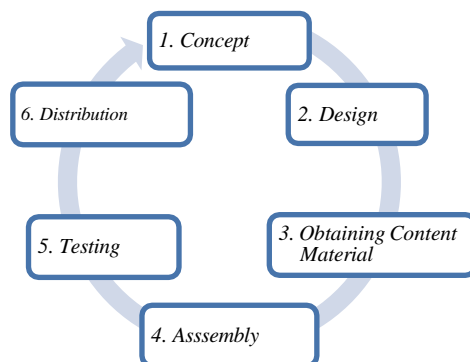 1. Concept
2. Design
3. Obtaining Content
Material
4. Asssembly
5. Testing
6. Distribution